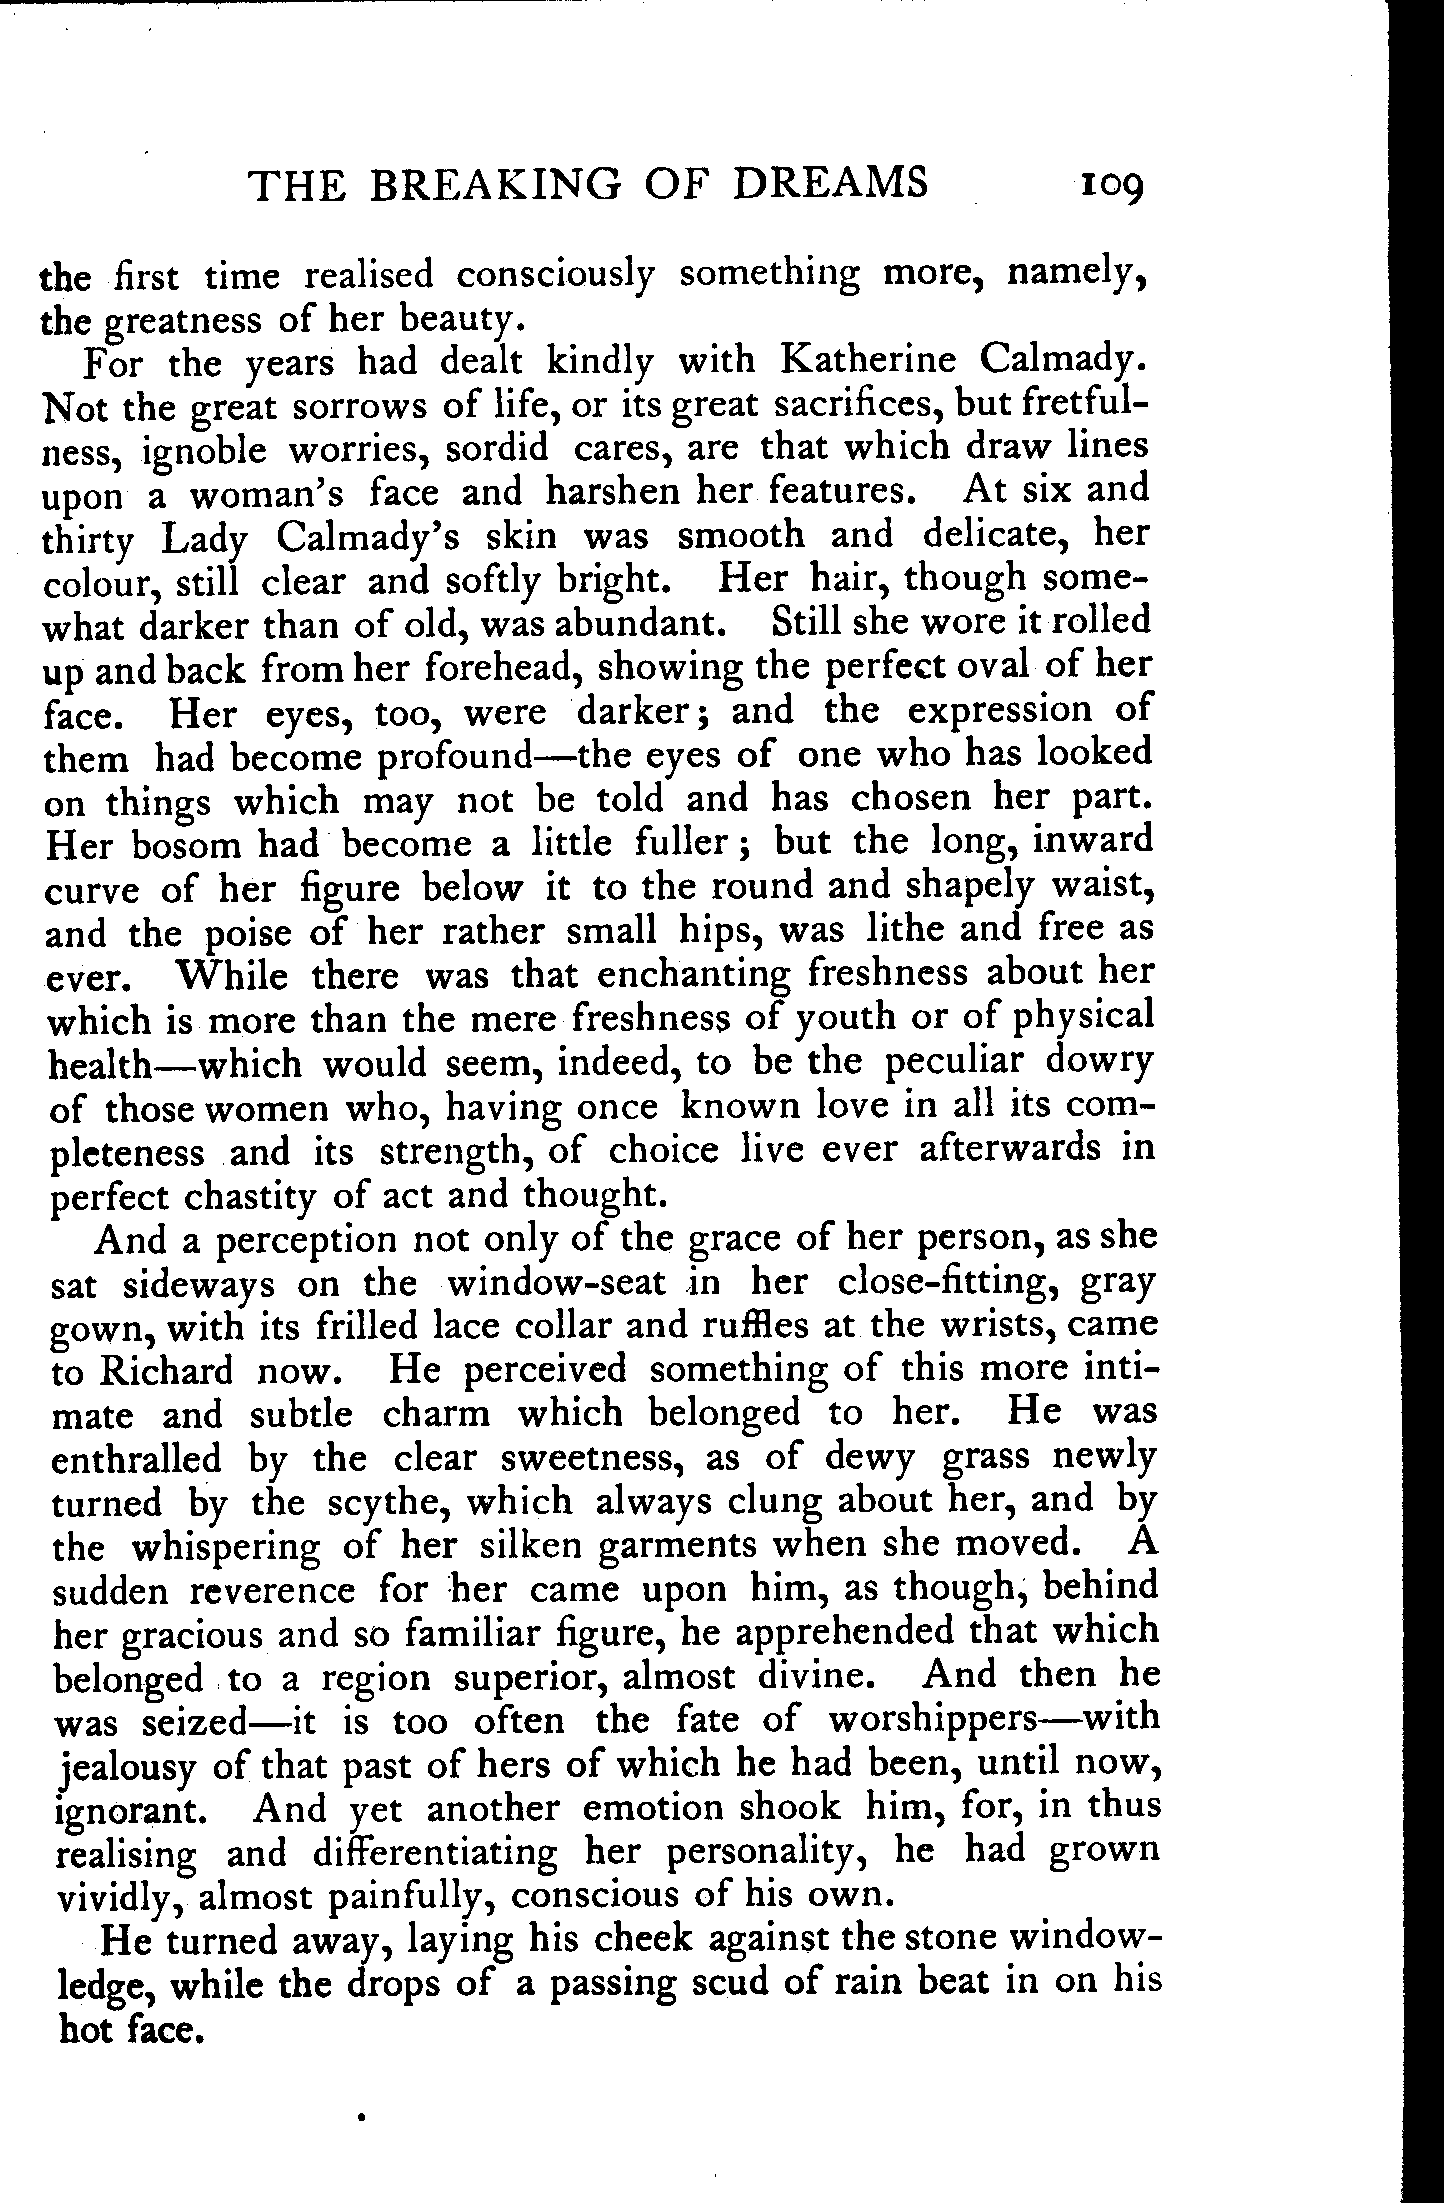 THE BREAKING OF DREAMS 109
the first time realised consciously something more, namely,
the greatness of her beauty.
For the years had dealt kindly with Katherine Calmady.
Not the great sorrows of life, or its great sacrifices, but fretful-
ness, ignoble worries, sordid cares, are that which draw lines
upon a woman's face and harshen her features. At six and
thirty Lady Calmady's skin was smooth and delicate, her
colour, still clear and softly bright. Her hair, though some-
what darker than of old, was abundant. Still she wore it rolled
up and back from her forehead, showing the perfect oval of her
face. Her eyes, too, were darker; and the expression of
them had become profound—the eyes of one who has looked
on things which may not be told and has chosen her part.
Her bosom had become a little fuller; but the long, inward
curve of her figure below it to the round and shapely waist,
and the poise of her rather small hips, was lithe and free as
ever. While there was that enchanting freshness about her
which is more than the mere freshness of youth or of physical
health—which would seem, indeed, to be the peculiar dowry
of those women who, having once known love in all its com-
pleteness and its strength, of choice live ever afterwards in
perfect chastity of act and thought.
And a perception not only of the grace of her person, as she
sat sideways on the window-seat in her close-fitting, gray
gown, with its frilled lace collar and ruffles at the wrists, came
to Richard now. He perceived something of this more inti-
mate and subtle charm which belonged to her. He was
enthralled by the clear sweetness, as of dewy grass newly
turned by the scythe, which always clung about her, and by
the whispering of her silken garments when she moved. A
sudden reverence for her came upon him, as though, behind
her gracious and so familiar figure, he apprehended that which
belonged to a region superior, almost divine. And then he
was seized—it is too often the fate of worshippers—with
jealousy of that past of hers of which he had been, until now,
ignorant. And yet another emotion shook him, for, in thus
realising and differentiating her personality, he had grown
vividly, almost painfully, conscious of his own.
He turned away, laying his cheek against the stone window-
ledge, while the drops of a passing scud of rain beat in on his
hot face.